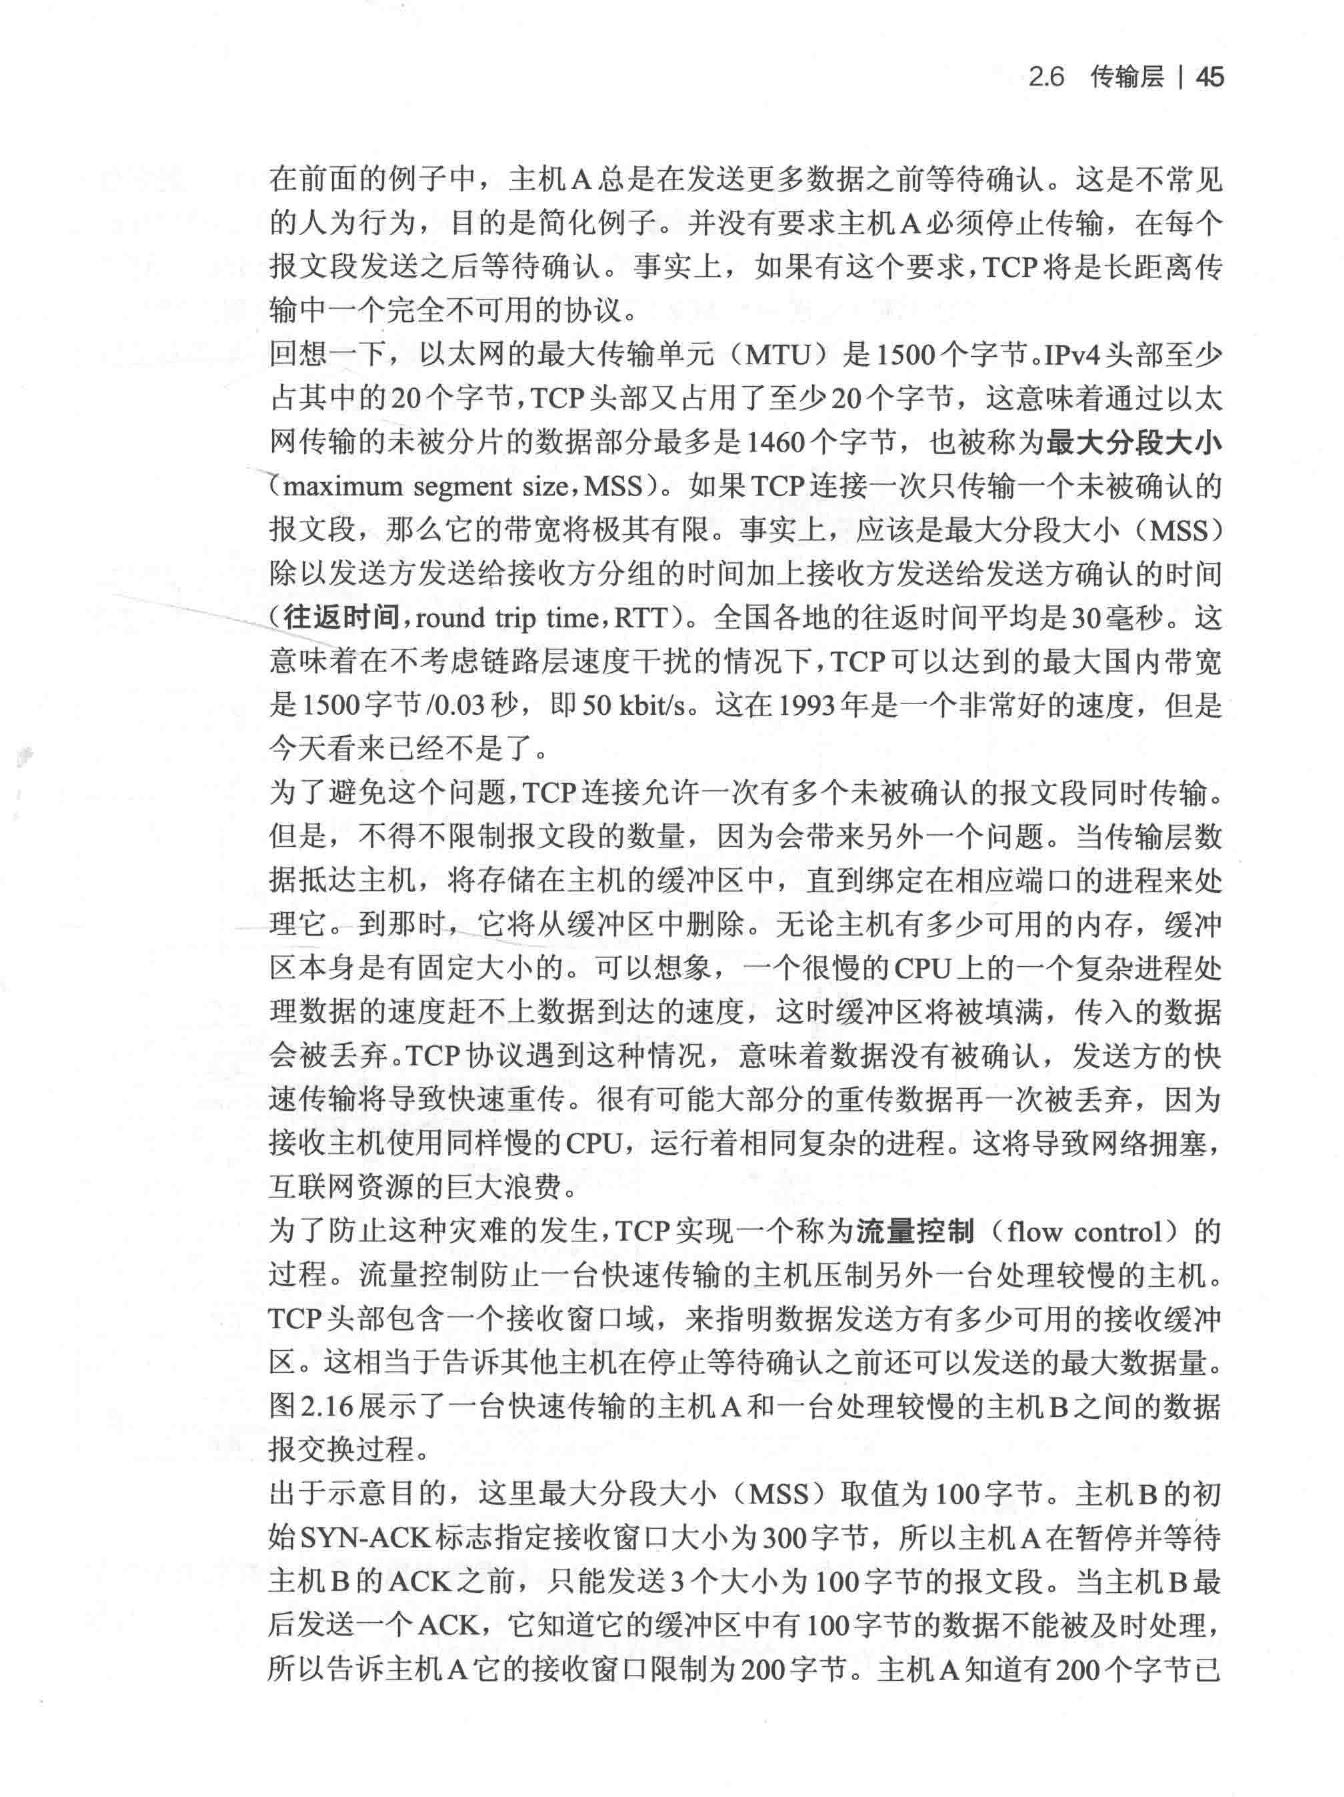 2.6 传输层 | 45
在前面的例子中，主机A总是在发送更多数据之前等待确认。这是不常见
的人为行为，目的是简化例子。并没有要求主机A必须停止传输，在每个
报文段发送之后等待确认。事实上，如果有这个要求，TCP将是长距离传
输中一个完全不可用的协议。
回想一下，以太网的最大传输单元（MTU）是1500个字节。IPv4头部至少
占其中的20个字节，TCP头部又占用了至少20个字节，这意味着通过以太
网传输的未被分片的数据部分最多是1460个字节，也被称为最大分段大小
（maximum segment size，MSS）。如果TCP连接一次只传输一个未被确认的
报文段，那么它的带宽将极其有限。事实上，应该是最大分段大小（MSS）
除以发送方发送给接收方分组的时间加上接收方发送给发送方确认的时间
（往返时间，round trip time，RTT）。全国各地的往返时间平均是30毫秒。这
意味着在不考虑链路层速度干扰的情况下，TCP可以达到的最大国内带宽
是1500字节/0.03秒，即50 kbit/s。这在1993年是一个非常好的速度，但是
今天看来已经不是了。
为了避免这个问题，TCP连接允许一次有多个未被确认的报文段同时传输。
但是，不得不限制报文段的数量，因为会带来另外一个问题。当传输层数
据抵达主机，将存储在主机的缓冲区中，直到绑定在相应端口的进程来处
理它。到那时，它将从缓冲区中删除。无论主机有多少可用的内存，缓冲
区本身是有固定大小的。可以想象，一个很慢的CPU上的一个复杂进程处
理数据的速度赶不上数据到达的速度，这时缓冲区将被填满，传入的数据
会被丢弃。TCP协议遇到这种情况，意味着数据没有被确认，发送方的快
速传输将导致快速重传。很有可能大部分的重传数据再一次被丢弃，因为
接收主机使用同样慢的CPU，运行着相同复杂的进程。这将导致网络拥塞，
互联网资源的巨大浪费。
为了防止这种灾难的发生，TCP实现一个称为流量控制（flow control）的
过程。流量控制防止一台快速传输的主机压制另外一台处理较慢的主机。
TCP头部包含一个接收窗口域，来指明数据发送方有多少可用的接收缓冲
区。这相当于告诉其他主机在停止等待确认之前还可以发送的最大数据量。
图2.16展示了一台快速传输的主机A和一台处理较慢的主机B之间的数据
报交换过程。
出于示意目的，这里最大分段大小（MSS）取值为100字节。主机B的初
始SYN-ACK标志指定接收窗口大小为300字节，所以主机A在暂停并等待
主机B的ACK之前，只能发送3个大小为100字节的报文段。当主机B最
后发送一个ACK，它知道它的缓冲区中有100字节的数据不能被及时处理，
所以告诉主机A它的接收窗口限制为200字节。主机A知道有200个字节已